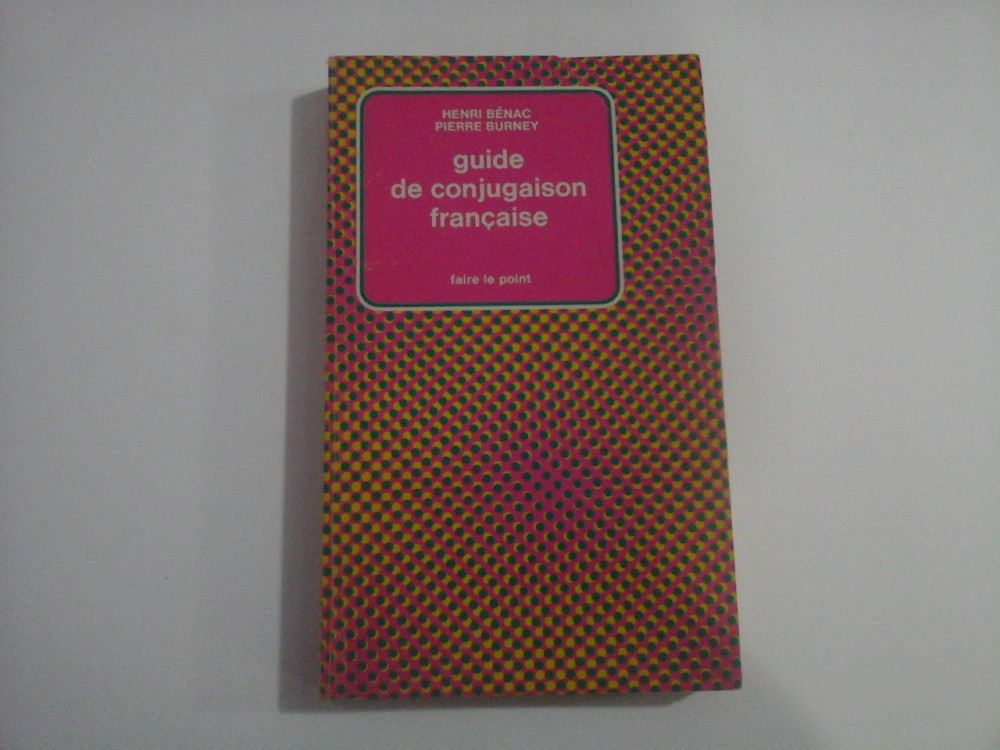 HENRI BÉNAC
PIERRE BURNEY
guide
de conjugaison
française
faire le point